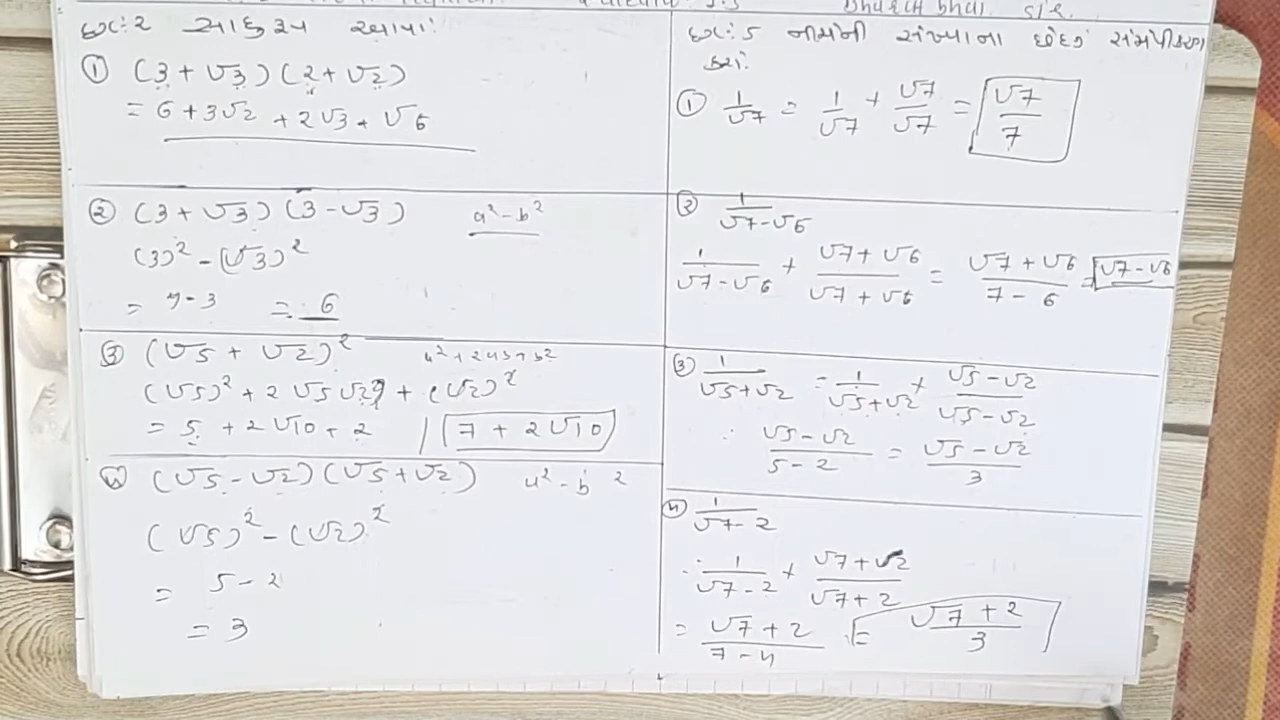 પ્ર:૨ સાદુ રૂપ આપો:
① (3 + √3) (2 + √2)
= 6 + 3√2 + 2√3 + √6
② (3 + √3) (3 - √3) a² - b²
(3)² - (√3)²
= 9 - 3 = 6
③ (√5 + √2)² a² + 2ab + b²
(√5)² + 2 √5 √2 + (√2)²
= 5 + 2√10 + 2 | 7 + 2√10
(√5 - √2) (√5 + √2) a² - b²
(√5)² - (√2)²
= 5 - 2
= 3
પ્ર:5 નીચેની સંખ્યાના છેદનું સંમેયીકરણ
કરો:
① 1/√7 = 1/√7 + √7/√7 = √7/7
② 1/√7-√6
1/√7-√6 + √7+√6/√7+√6 = √7+√6/7-6 = √7-√6
③ 1/√5+√2 = 1/√5+√2 + √5-√2/√5-√2
∴ √5-√2/5-2 = √5-√2/3
1/√7-2
1/√7-2 + √7+√2/√7+2
= √7+2/7-4 = √7+2/3